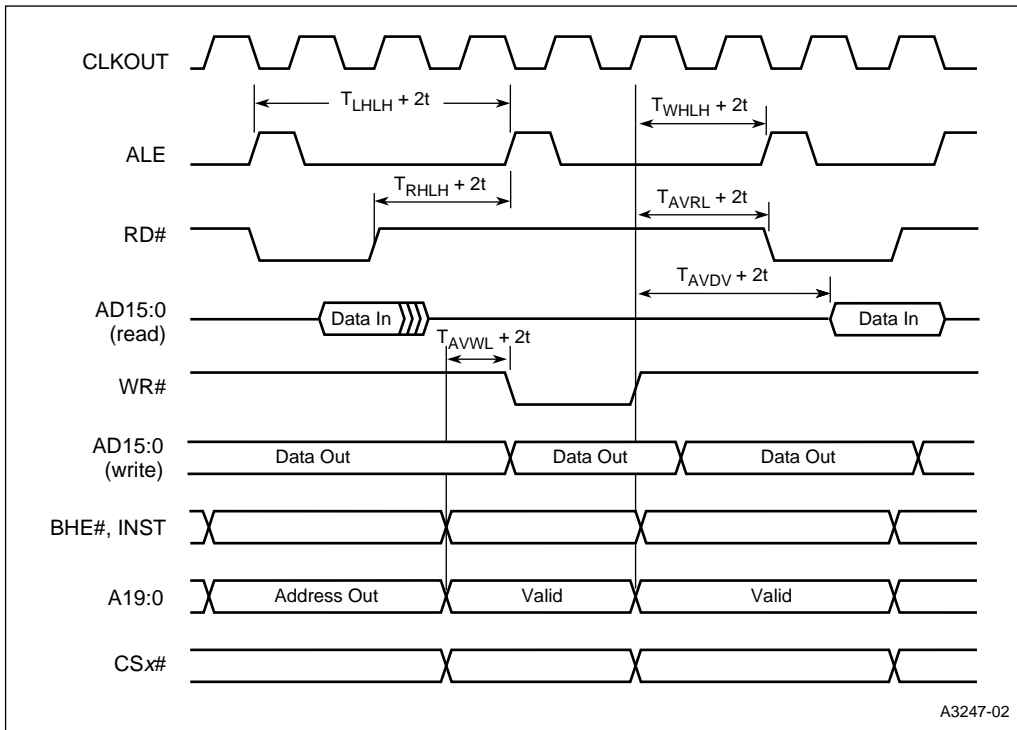 CLKOUT
T_LHLH + 2t
T_WHLH + 2t
ALE
T_RHLH + 2t
T_AVRL + 2t
RD#
T_AVDV + 2t
AD15:0
(read)
Data In
Data In
T_AVWL + 2t
WR#
AD15:0
(write)
Data Out
Data Out
Data Out
BHE#, INST
A19:0
Address Out
Valid
Valid
CSx#
A3247-02